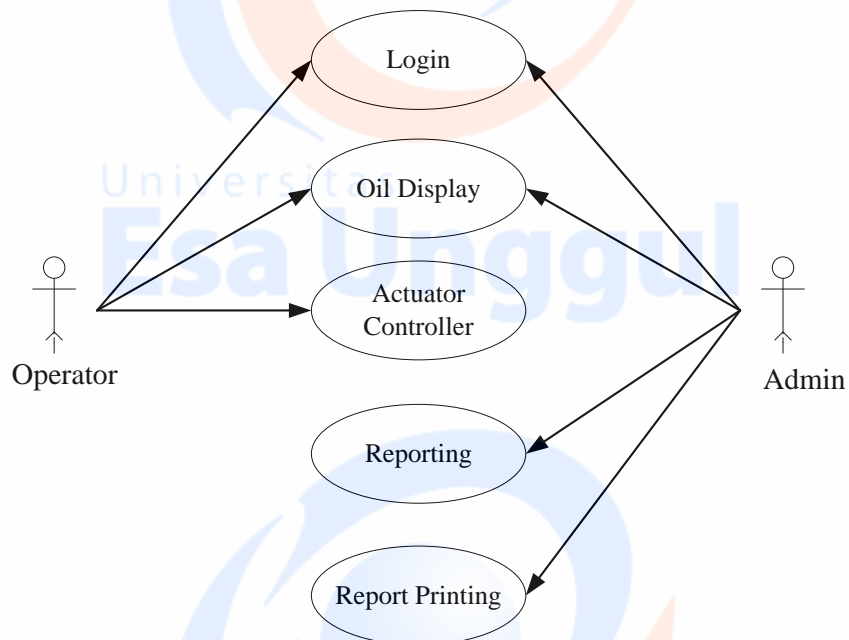 Login
Universitas
Oil Display
Esa Unggul
Actuator
Controller
Operator
Admin
Reporting
Report Printing